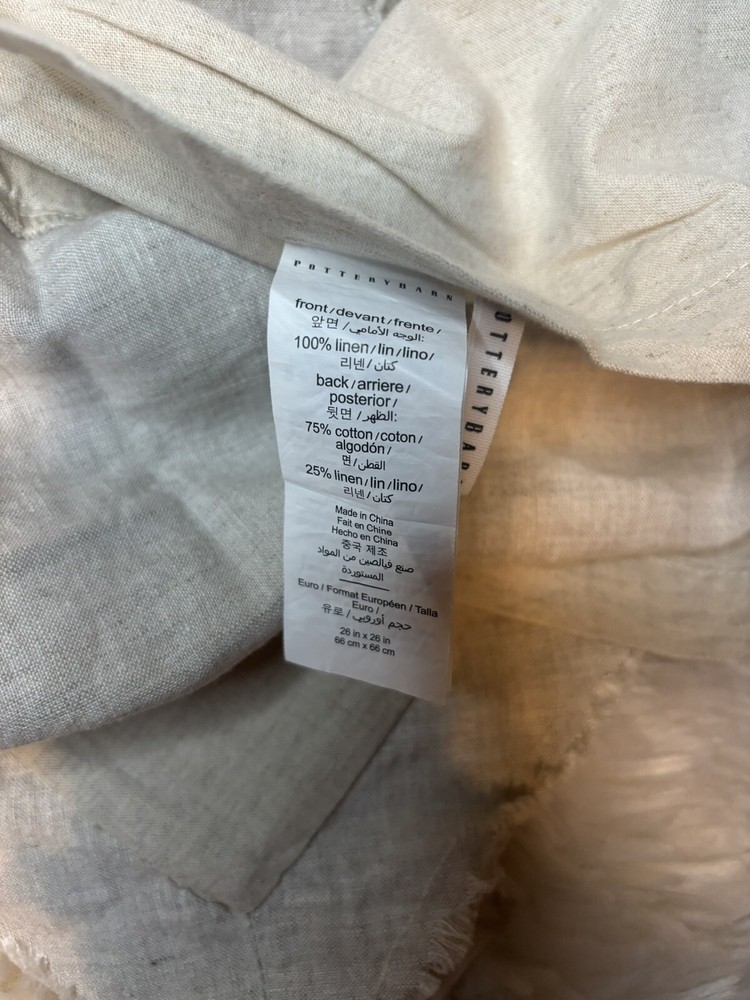 POTTERYBARN
front/devant/frente/
앞면/الوجه الأمامي:
100% linen/lin/lino/
리넨/كتان
back/arriere/
posterior/
뒷면/الظهر:
75% cotton/coton/
algodón/
면/القطن
25% linen/lin/lino/
리넨/كتان
Made in China
Fait en Chine
Hecho en China
중국 제조
صنع فيالصين من المواد
المستوردة
Euro / Format Européen / Talla
Euro /
유로/حجم أوروبي/
26 in x 26 in
66 cm x 66 cm
OTTERYBAR